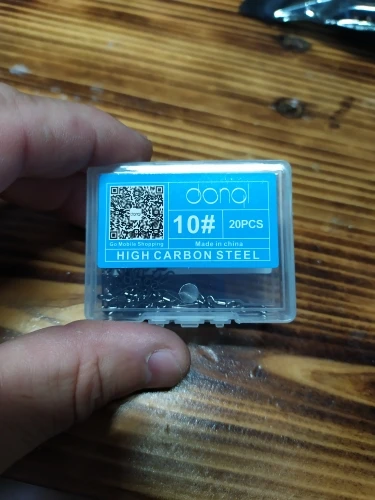 donql
10# 20PCS
Go Mobile Shopping
Made in china
HIGH CARBON STEEL